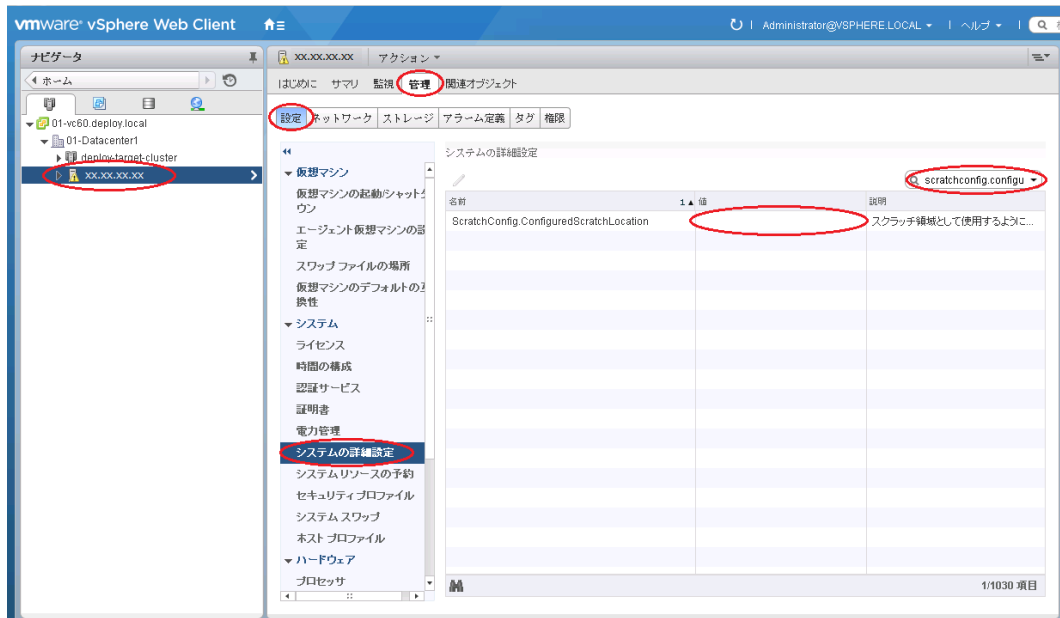 vmware® vSphere Web Client
Administrator@VSPHERE.LOCAL
ヘルプ
ナビゲータ
ホーム
01-vc60.deploy.local
01-Datacenter1
deploy-target-cluster
xx.xx.xx.xx
xx.xx.xx.xx
アクション
はじめに サマリ 監視 管理 関連オブジェクト
設定 ネットワーク ストレージ アラーム定義 タグ 権限
仮想マシン
仮想マシンの起動/シャットダ
ウン
エージェント仮想マシンの設
定
スワップ ファイルの場所
仮想マシンのデフォルトの互
換性
システム
ライセンス
時間の構成
認証サービス
証明書
電力管理
システムの詳細設定
システム リソースの予約
セキュリティ プロファイル
システム スワップ
ホスト プロファイル
ハードウェア
プロセッサ
システムの詳細設定
scratchconfig.configu
名前 1 値 説明
ScratchConfig.ConfiguredScratchLocation スクラッチ領域として使用するように...
1/1030 項目